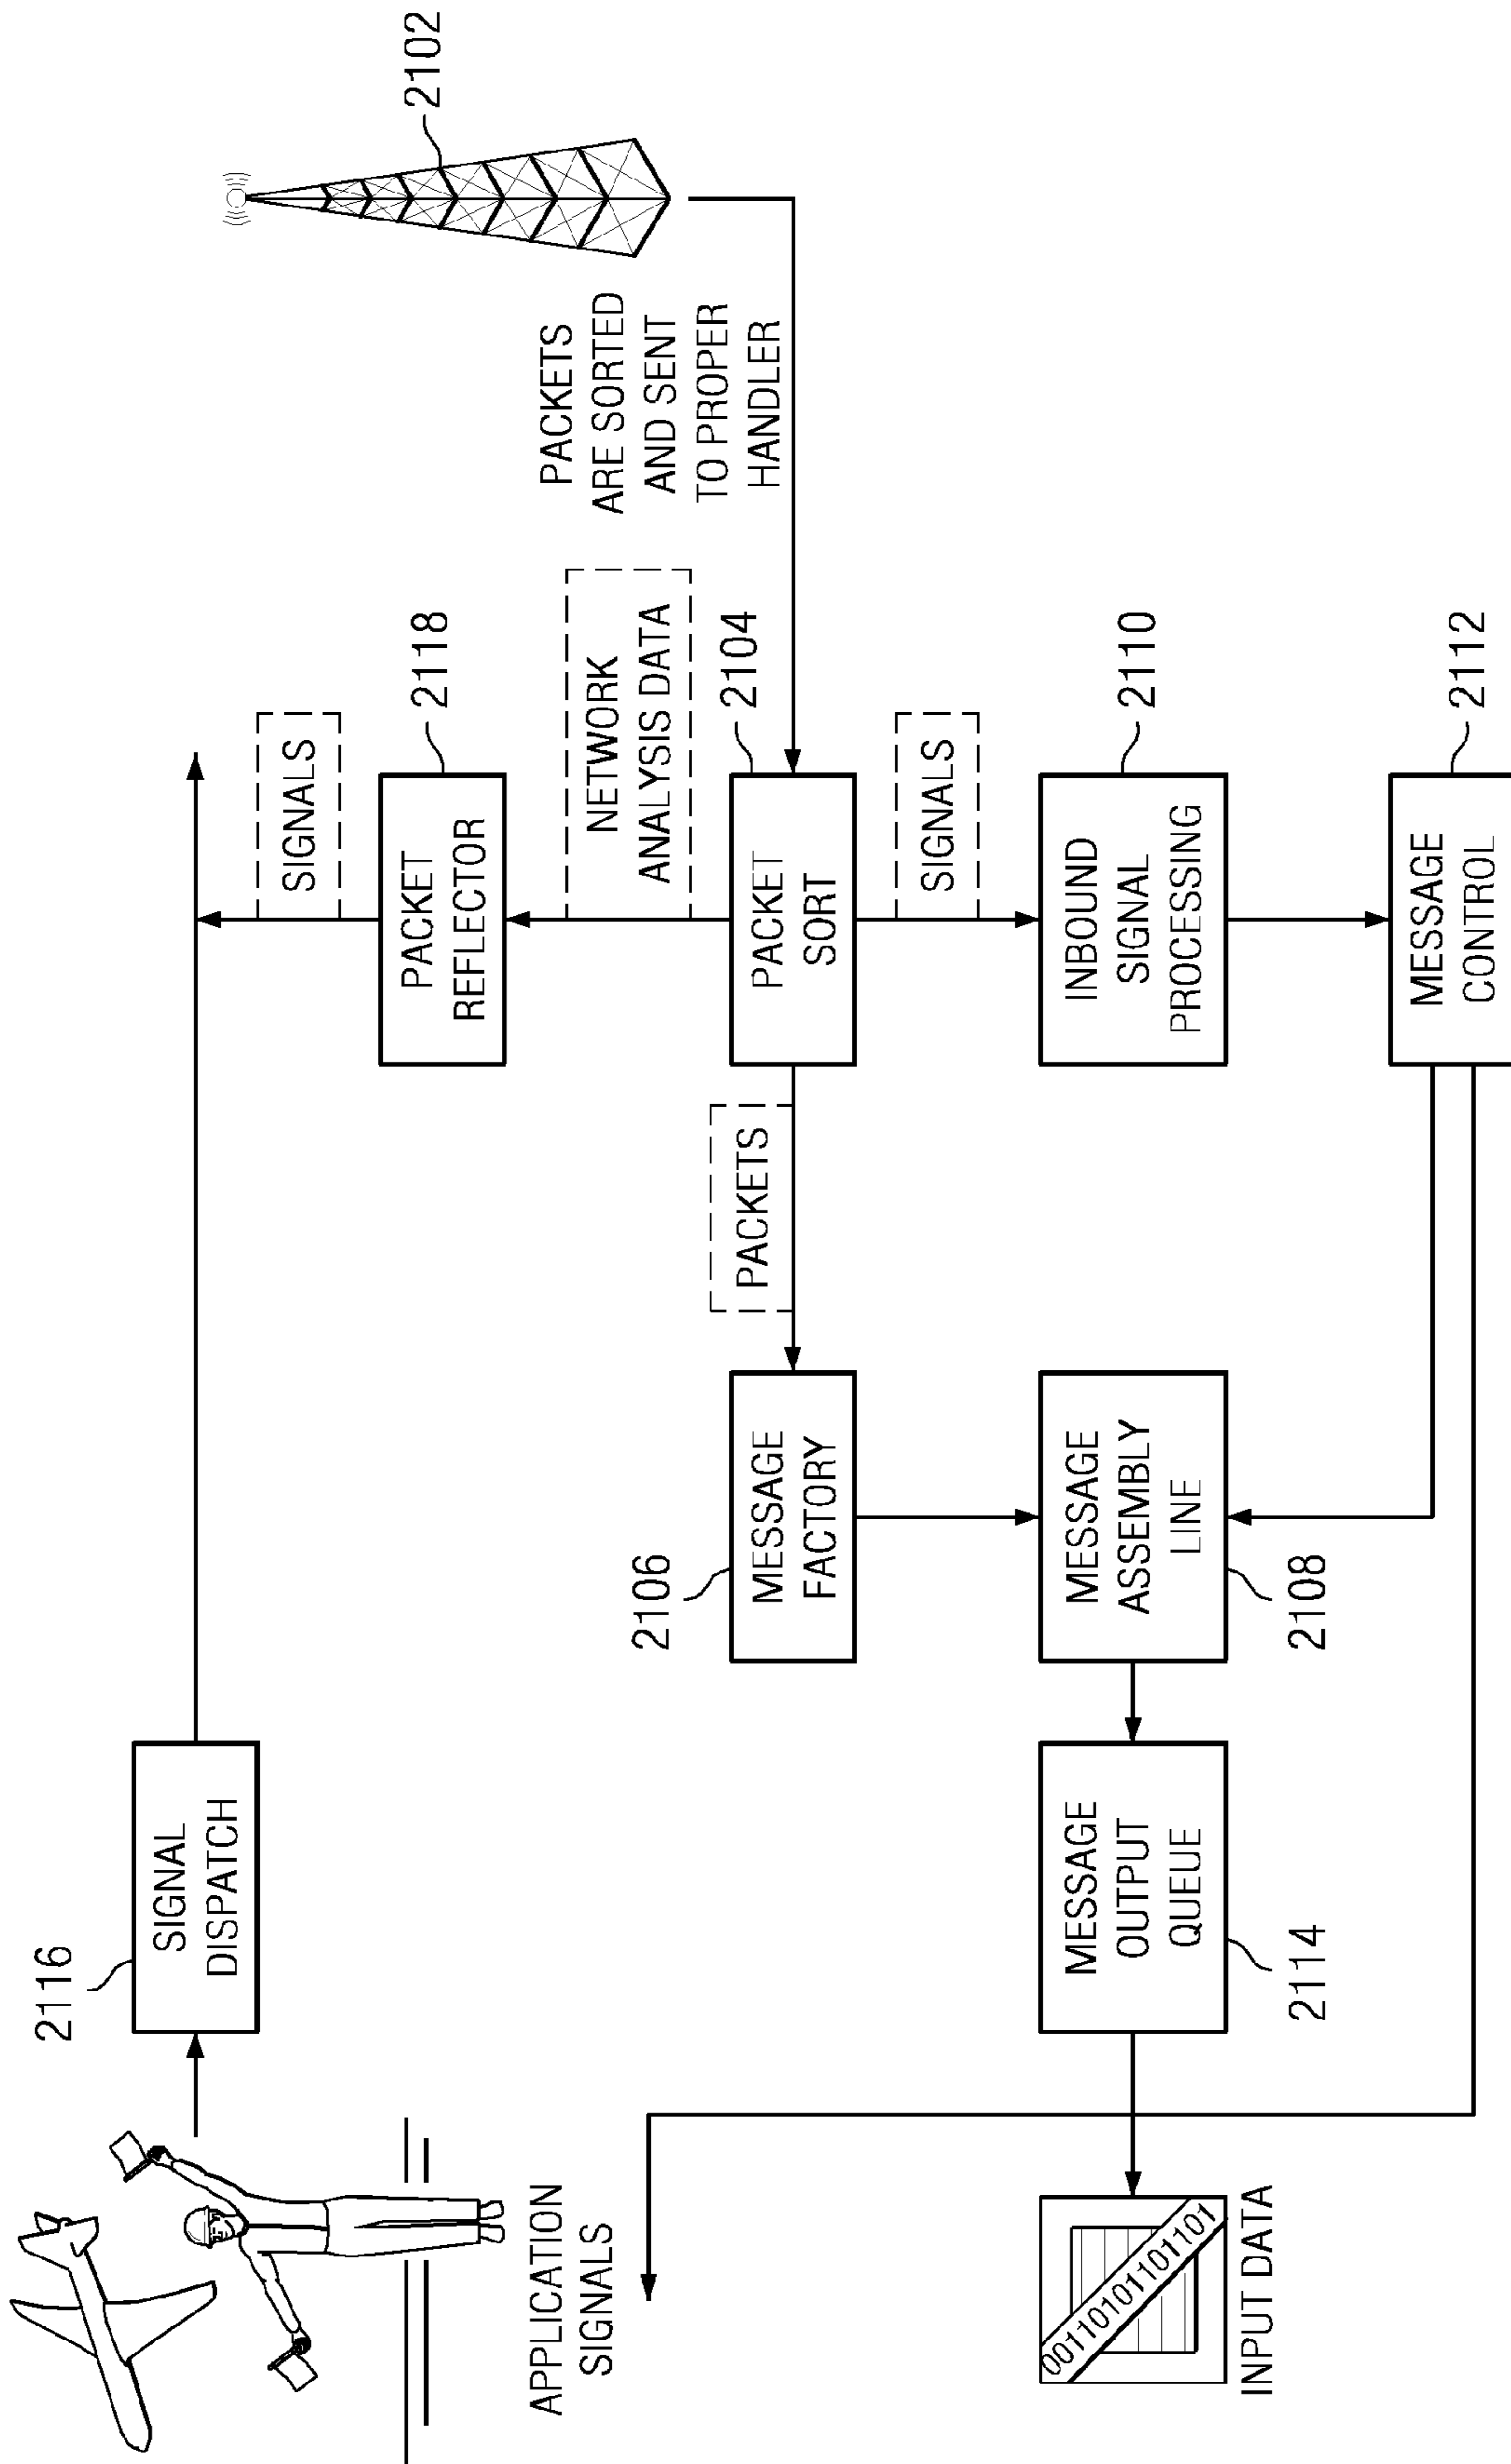 2116
SIGNAL
DISPATCH
SIGNALS
2118
PACKET
REFLECTOR
2102
APPLICATION
SIGNALS
NETWORK
ANALYSIS DATA
PACKETS
ARE SORTED
AND SENT
TO PROPER
HANDLER
2106
MESSAGE
FACTORY
PACKETS
PACKET
SORT
2104
SIGNALS
INPUT DATA
MESSAGE
OUTPUT
QUEUE
2114
MESSAGE
ASSEMBLY
LINE
2108
INBOUND
SIGNAL
PROCESSING
2110
MESSAGE
CONTROL
2112